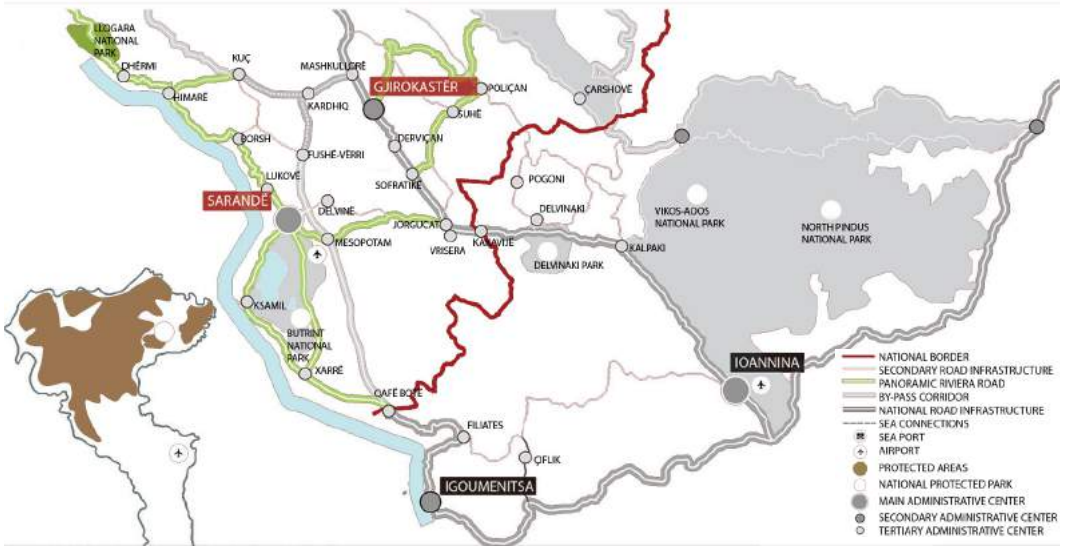 LLOGARA
NATIONAL
PARK
DHËRMI
HIMARË
KUÇ
MASHKULLORË
KARDHIQ
GJIROKASTËR
POLIÇAN
ÇARSHOVË
SUHË
BORSH
FUSHË-VËRRI
DERVIÇAN
LUKOVË
SOFRATIKË
POGONI
SARANDË
DELVINË
DELVINAKI
VIKOS-AOOS
NATIONAL PARK
NORTH PINDUS
NATIONAL PARK
JORGUCAT
MESOPOTAM
VRISERA
KAKAVIJË
KALPAKI
DELVINAKI PARK
KSAMIL
BUTRINT
NATIONAL
PARK
XARRË
IOANNINA
QAFË BOTË
FILIATES
ÇIFLIK
IGOUMENITSA
NATIONAL BORDER
SECONDARY ROAD INFRASTRUCTURE
PANORAMIC RIVIERA ROAD
BY-PASS CORRIDOR
NATIONAL ROAD INFRASTRUCTURE
SEA CONNECTIONS
SEA PORT
AIRPORT
PROTECTED AREAS
NATIONAL PROTECTED PARK
MAIN ADMINISTRATIVE CENTER
SECONDARY ADMINISTRATIVE CENTER
TERTIARY ADMINISTRATIVE CENTER